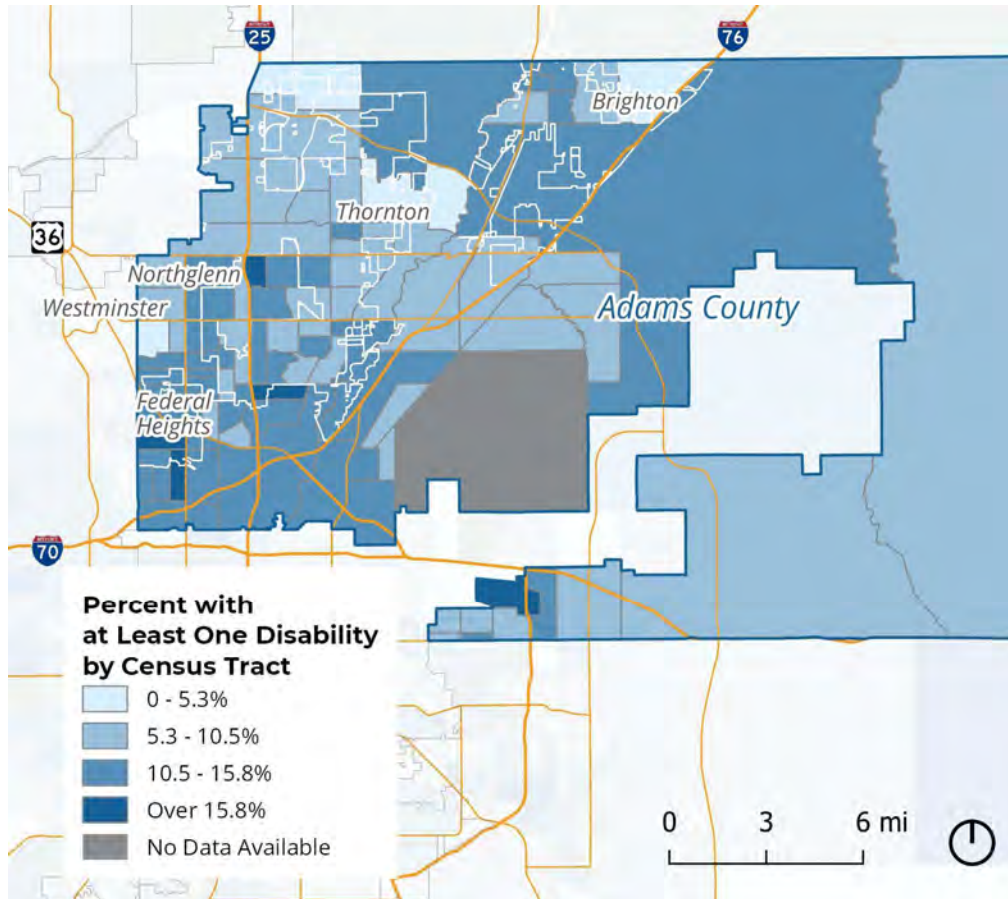 25
76
Brighton
Thornton
36
Northglenn
Westminster
Adams County
Federal
Heights
70
Percent with
at Least One Disability
by Census Tract
0 - 5.3%
5.3 - 10.5%
10.5 - 15.8%
Over 15.8%
No Data Available
0 3 6 mi